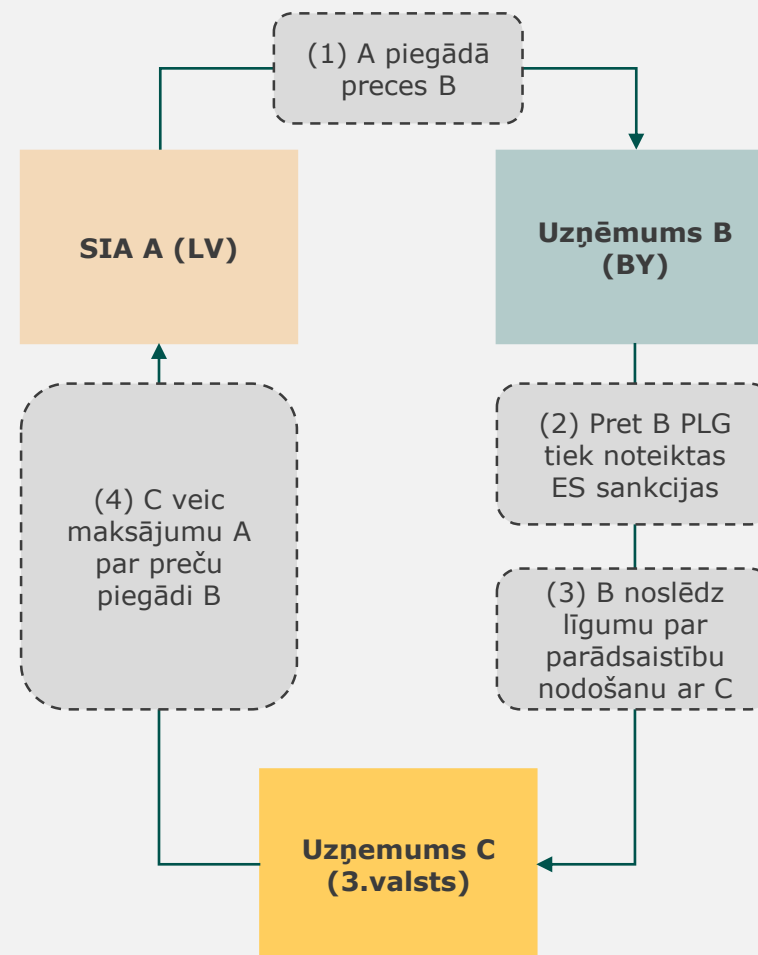 (1) A piegādā
preces B
SIA A (LV)
Uzņēmums B
(BY)
(2) Pret B PLG
tiek noteiktas
ES sankcijas
(3) B noslēdz
līgumu par
parādsaistību
nodošanu ar C
(4) C veic
maksājumu A
par preču
piegādi B
Uzņemums C
(3.valsts)